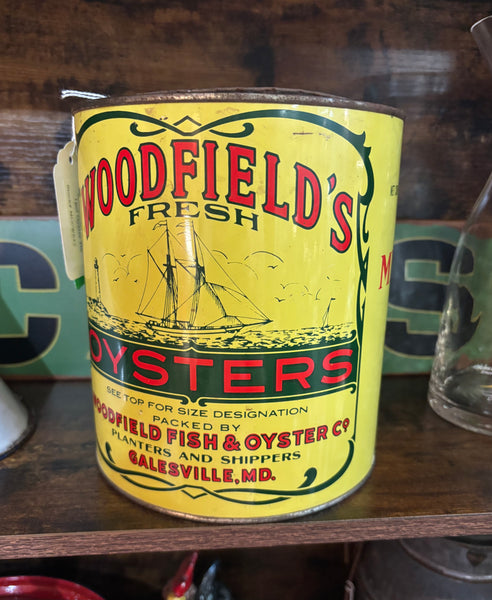 WOODFIELD'S
FRESH
OYSTERS
SEE TOP FOR SIZE DESIGNATION
PACKED BY
WOODFIELD FISH & OYSTER CO.
PLANTERS AND SHIPPERS
GALESVILLE, MD.
C
S
M